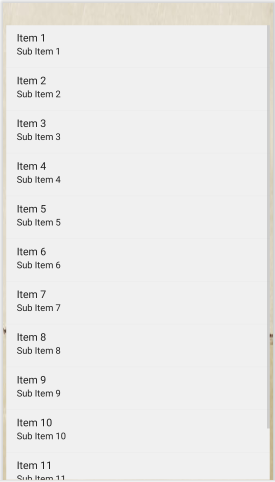 Item 1
Sub Item 1
Item 2
Sub Item 2
Item 3
Sub Item 3
Item 4
Sub Item 4
Item 5
Sub Item 5
Item 6
Sub Item 6
Item 7
Sub Item 7
Item 8
Sub Item 8
Item 9
Sub Item 9
Item 10
Sub Item 10
Item 11
Sub Item 11